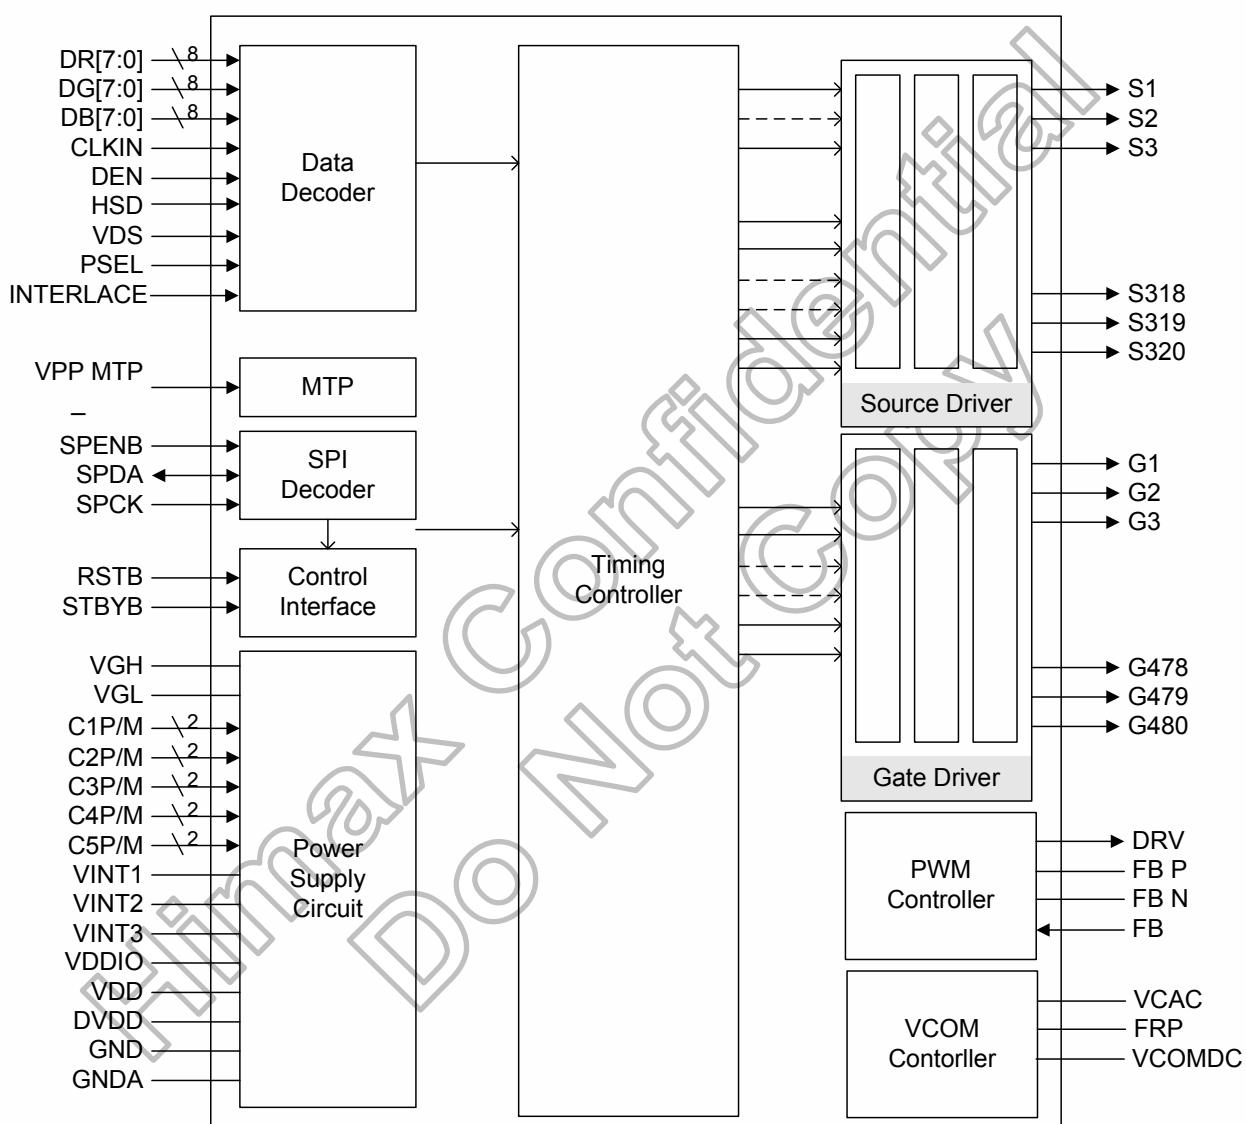 DR[7:0] 8
DG[7:0] 8
DB[7:0] 8
CLKIN
DEN
HSD
VDS
PSEL
INTERLACE
Data
Decoder
VPP MTP
_
MTP
SPENB
SPDA
SPCK
SPI
Decoder
RSTB
STBYB
Control
Interface
VGH
VGL
C1P/M 2
C2P/M 2
C3P/M 2
C4P/M 2
C5P/M 2
VINT1
VINT2
VINT3
VDDIO
VDD
DVDD
GND
GNDA
Power
Supply
Circuit
Timing
Controller
Source Driver
S1
S2
S3
S318
S319
S320
Gate Driver
G1
G2
G3
G478
G479
G480
PWM
Controller
DRV
FB P
FB N
FB
VCOM
Contorller
VCAC
FRP
VCOMDC
Himax Confidential
Do Not Copy